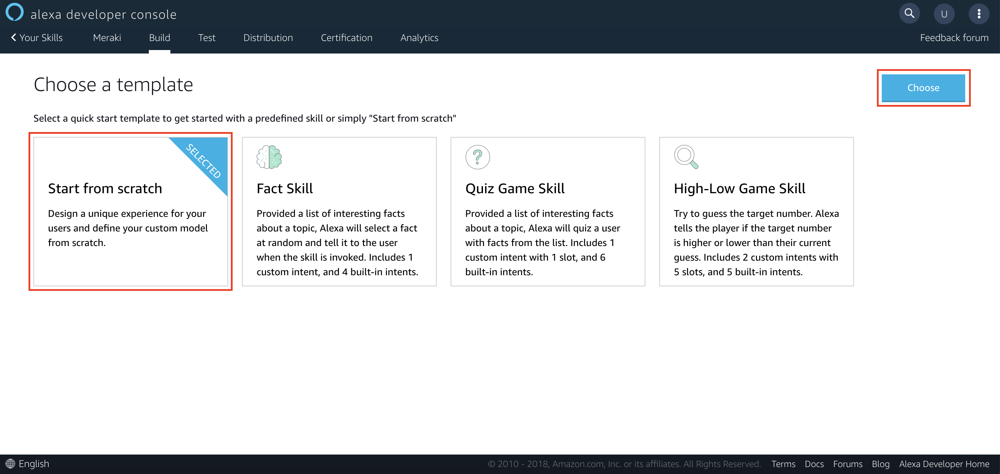 alexa developer console
U
Your Skills Meraki Build Test Distribution Certification Analytics Feedback forum
Choose a template
Choose
Select a quick start template to get started with a predefined skill or simply "Start from scratch"
SELECTED
Start from scratch
Design a unique experience for your
users and define your custom model
from scratch.
Fact Skill
Provided a list of interesting facts
about a topic, Alexa will select a fact
at random and tell it to the user
when the skill is invoked. Includes 1
custom intent, and 4 built-in intents.
?
Quiz Game Skill
Provided a list of interesting facts
about a topic, Alexa will quiz a user
with facts from the list. Includes 1
custom intent with 1 slot, and 6
built-in intents.
High-Low Game Skill
Try to guess the target number. Alexa
tells the player if the target number
is higher or lower than their current
guess. Includes 2 custom intents with
5 slots, and 5 built-in intents.
English © 2010 - 2018, Amazon.com, Inc. or its affiliates. All Rights Reserved. Terms Docs Forums Blog Alexa Developer Home